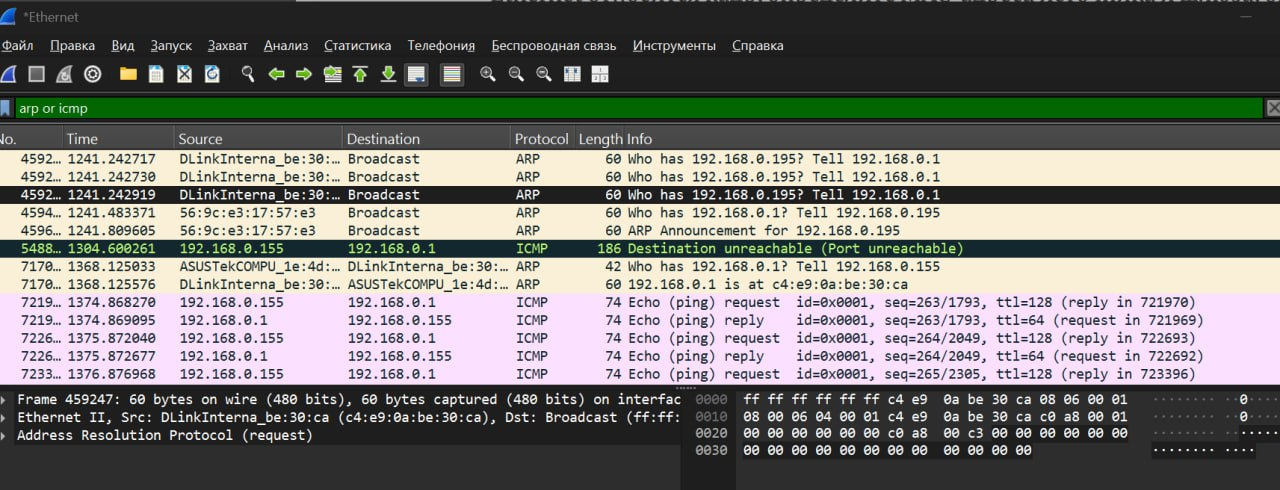 *Ethernet
Файл Правка Вид Запуск Захват Анализ Статистика Телефония Беспроводная связь Инструменты Справка
arp or icmp
No. Time Source Destination Protocol Length Info
4592… 1241.242717 DLinkInterna_be:30:… Broadcast ARP 60 Who has 192.168.0.195? Tell 192.168.0.1
4592… 1241.242730 DLinkInterna_be:30:… Broadcast ARP 60 Who has 192.168.0.195? Tell 192.168.0.1
4592… 1241.242919 DLinkInterna_be:30:… Broadcast ARP 60 Who has 192.168.0.195? Tell 192.168.0.1
4594… 1241.483371 56:9c:e3:17:57:e3 Broadcast ARP 60 Who has 192.168.0.1? Tell 192.168.0.195
4596… 1241.809605 56:9c:e3:17:57:e3 Broadcast ARP 60 ARP Announcement for 192.168.0.195
5488… 1304.600261 192.168.0.155 192.168.0.1 ICMP 186 Destination unreachable (Port unreachable)
7170… 1368.125033 ASUSTekCOMPU_1e:4d:… DLinkInterna_be:30:… ARP 42 Who has 192.168.0.1? Tell 192.168.0.155
7170… 1368.125576 DLinkInterna_be:30:… ASUSTekCOMPU_1e:4d:… ARP 60 192.168.0.1 is at c4:e9:0a:be:30:ca
7219… 1374.868270 192.168.0.155 192.168.0.1 ICMP 74 Echo (ping) request id=0x0001, seq=263/1793, ttl=128 (reply in 721970)
7219… 1374.869095 192.168.0.1 192.168.0.155 ICMP 74 Echo (ping) reply id=0x0001, seq=263/1793, ttl=64 (request in 721969)
7226… 1375.872040 192.168.0.155 192.168.0.1 ICMP 74 Echo (ping) request id=0x0001, seq=264/2049, ttl=128 (reply in 722693)
7226… 1375.872677 192.168.0.1 192.168.0.155 ICMP 74 Echo (ping) reply id=0x0001, seq=264/2049, ttl=64 (request in 722692)
7233… 1376.876968 192.168.0.155 192.168.0.1 ICMP 74 Echo (ping) request id=0x0001, seq=265/2305, ttl=128 (reply in 723396)
Frame 459247: 60 bytes on wire (480 bits), 60 bytes captured (480 bits) on interfac
Ethernet II, Src: DLinkInterna_be:30:ca (c4:e9:0a:be:30:ca), Dst: Broadcast (ff:ff:
Address Resolution Protocol (request)
0000 ff ff ff ff ff ff c4 e9 0a be 30 ca 08 06 00 01 ········ ··0·····
0010 08 00 06 04 00 01 c4 e9 0a be 30 ca c0 a8 00 01 ········ ··0·····
0020 00 00 00 00 00 00 c0 a8 00 c3 00 00 00 00 00 00 ········ ········
0030 00 00 00 00 00 00 00 00 00 00 00 00 ········ ····